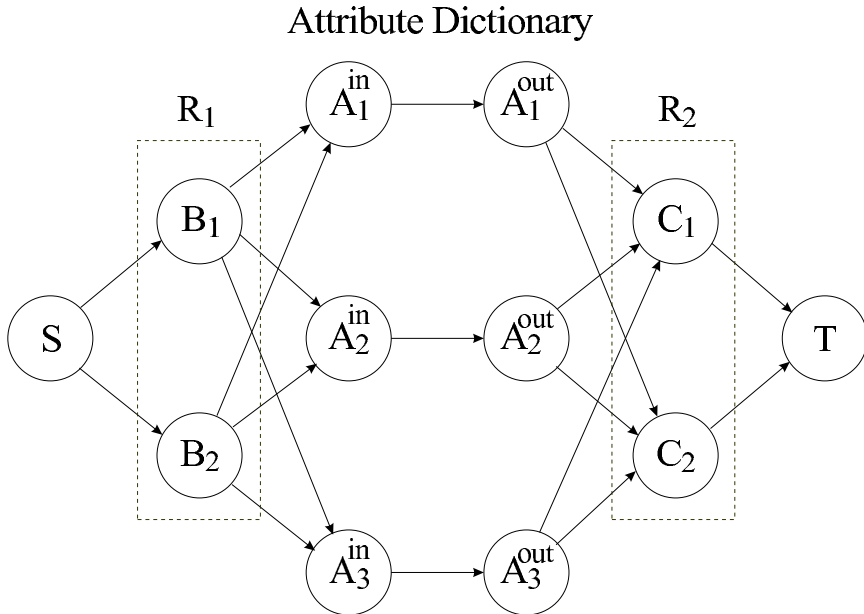 Attribute Dictionary
R1
R2
A1in
A1out
B1
C1
S
A2in
A2out
T
B2
C2
A3in
A3out